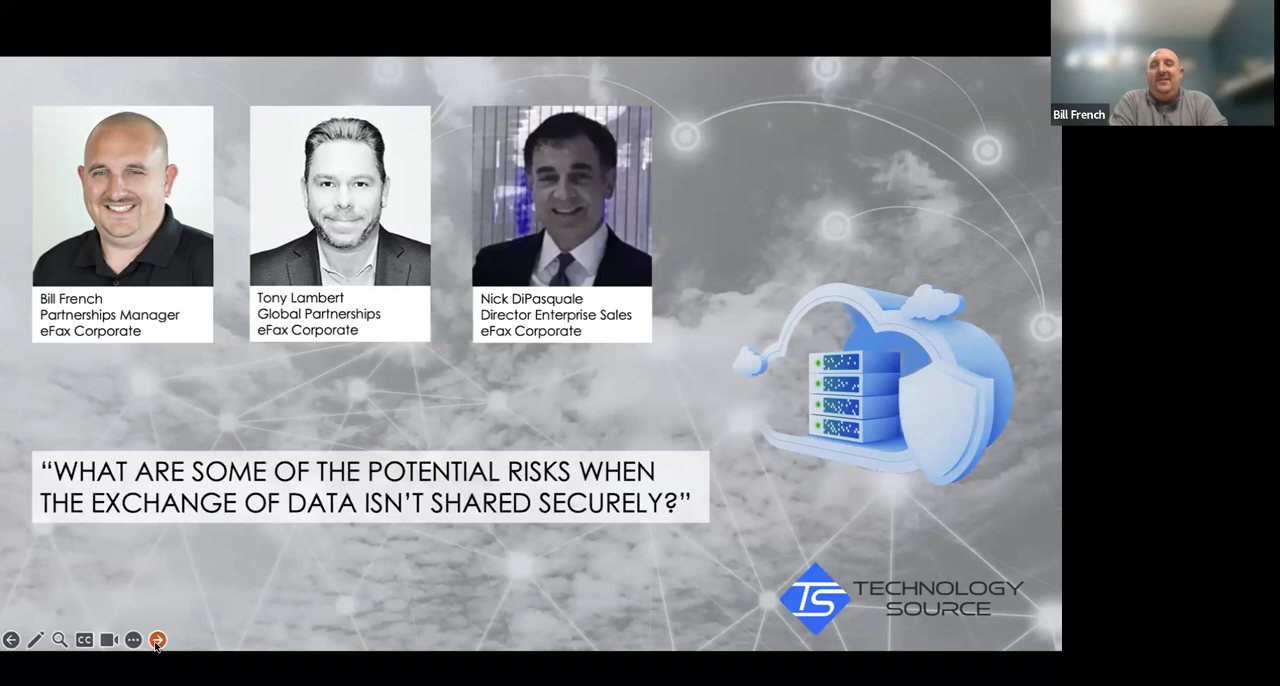 Bill French
Bill French
Partnerships Manager
eFax Corporate
Tony Lambert
Global Partnerships
eFax Corporate
Nick DiPasquale
Director Enterprise Sales
eFax Corporate
“WHAT ARE SOME OF THE POTENTIAL RISKS WHEN
THE EXCHANGE OF DATA ISN’T SHARED SECURELY?”
TS
TECHNOLOGY
SOURCE
CC